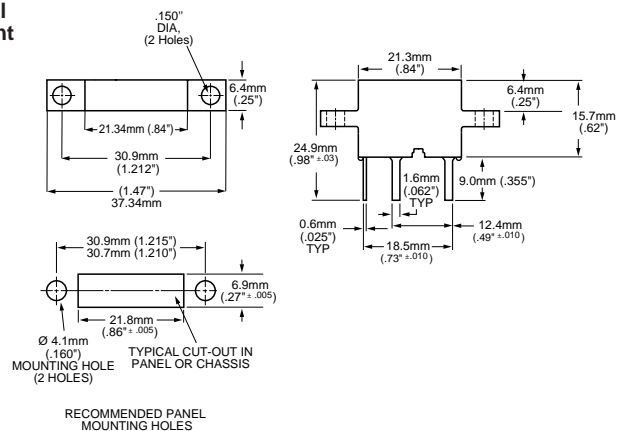 l
nt
.150"
DIA,
(2 Holes)
6.4mm
(.25")
21.34mm (.84")
30.9mm
(1.212")
(1.47")
37.34mm
21.3mm
(.84")
6.4mm
(.25")
15.7mm
(.62")
24.9mm
(.98" ±.03)
1.6mm
(.062")
TYP
9.0mm (.355")
0.6mm
(.025")
TYP
12.4mm
(.49" ±.010)
18.5mm
(.73" ±.010)
30.9mm (1.215")
30.7mm (1.210")
6.9mm
(.27" ± .005)
21.8mm
(.86" ± .005)
Ø 4.1mm
(.160")
MOUNTING HOLE
(2 HOLES)
TYPICAL CUT-OUT IN
PANEL OR CHASSIS
RECOMMENDED PANEL
MOUNTING HOLES